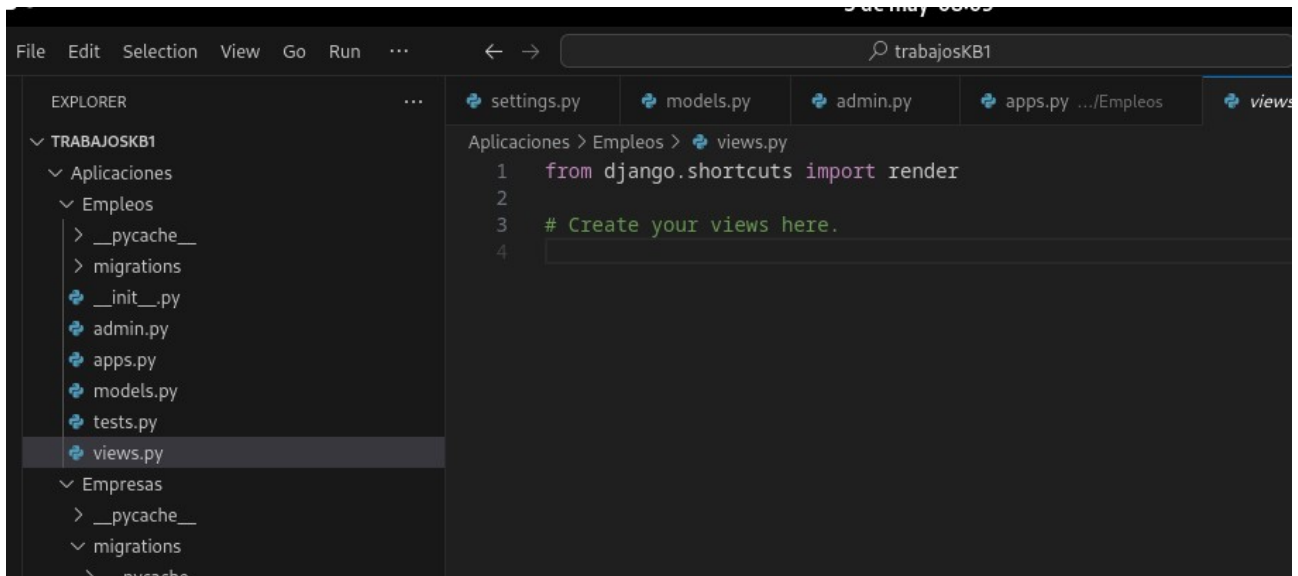 File Edit Selection View Go Run ... ← → trabajosKB1
EXPLORER ...
settings.py models.py admin.py apps.py .../Empleos views
TRABAJOSKB1
Aplicaciones
Empleos
__pycache__
migrations
__init__.py
admin.py
apps.py
models.py
tests.py
views.py
Empresas
__pycache__
migrations
Aplicaciones > Empleos > views.py
1 from django.shortcuts import render
2
3 # Create your views here.
4